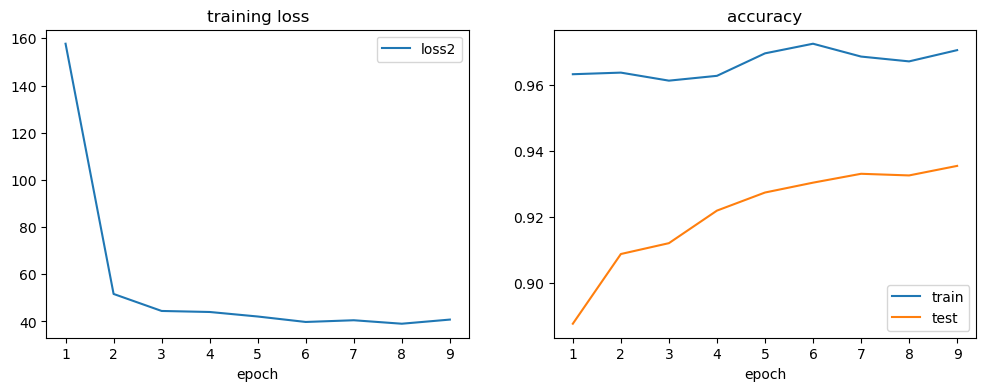 training loss
160
140
120
100
80
60
40
1 2 3 4 5 6 7 8 9
epoch
loss2
accuracy
0.96
0.94
0.92
0.90
1 2 3 4 5 6 7 8 9
epoch
train
test